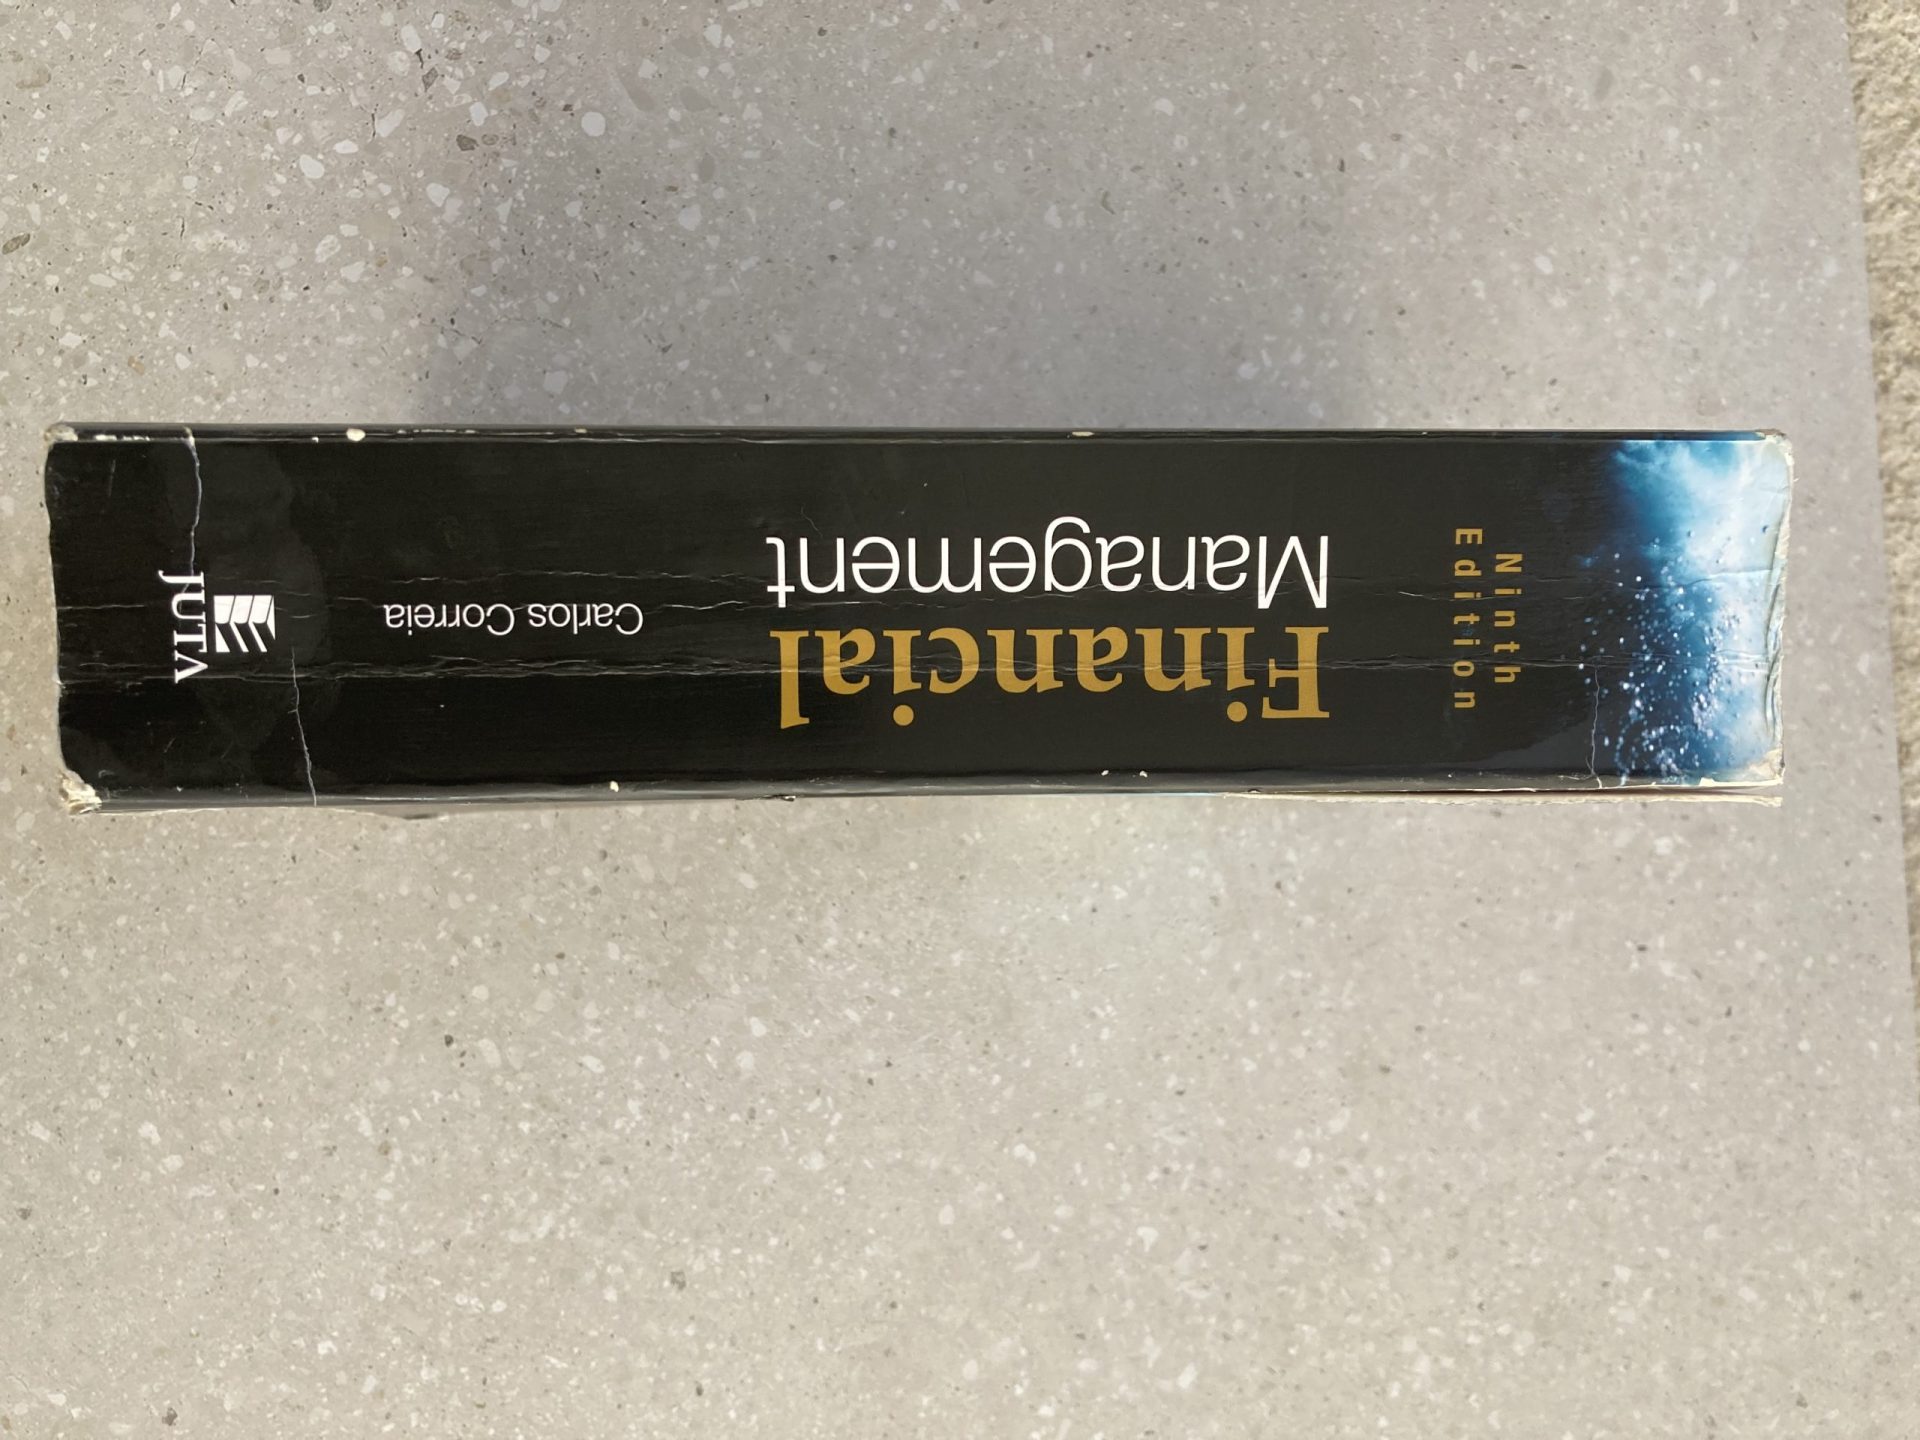 Ninth
Edition
Financial
Management
Carlos Correia
JUTA